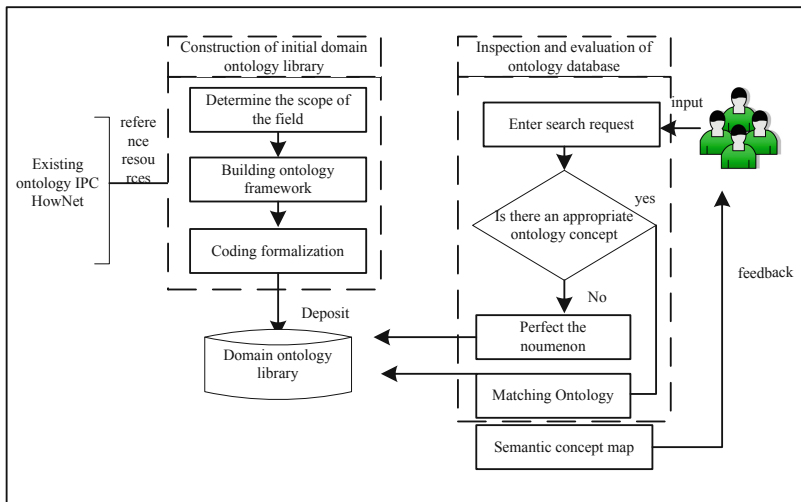 Construction of initial domain
ontology library
Inspection and evaluation of
ontology database
Determine the scope of
the field
Enter search request
input
refere
nce
resou
rces
Existing
ontology IPC
HowNet
Building ontology
framework
yes
Is there an appropriate
ontology concept
Coding formalization
feedback
No
Deposit
Perfect the
noumenon
Domain ontology
library
Matching Ontology
Semantic concept map